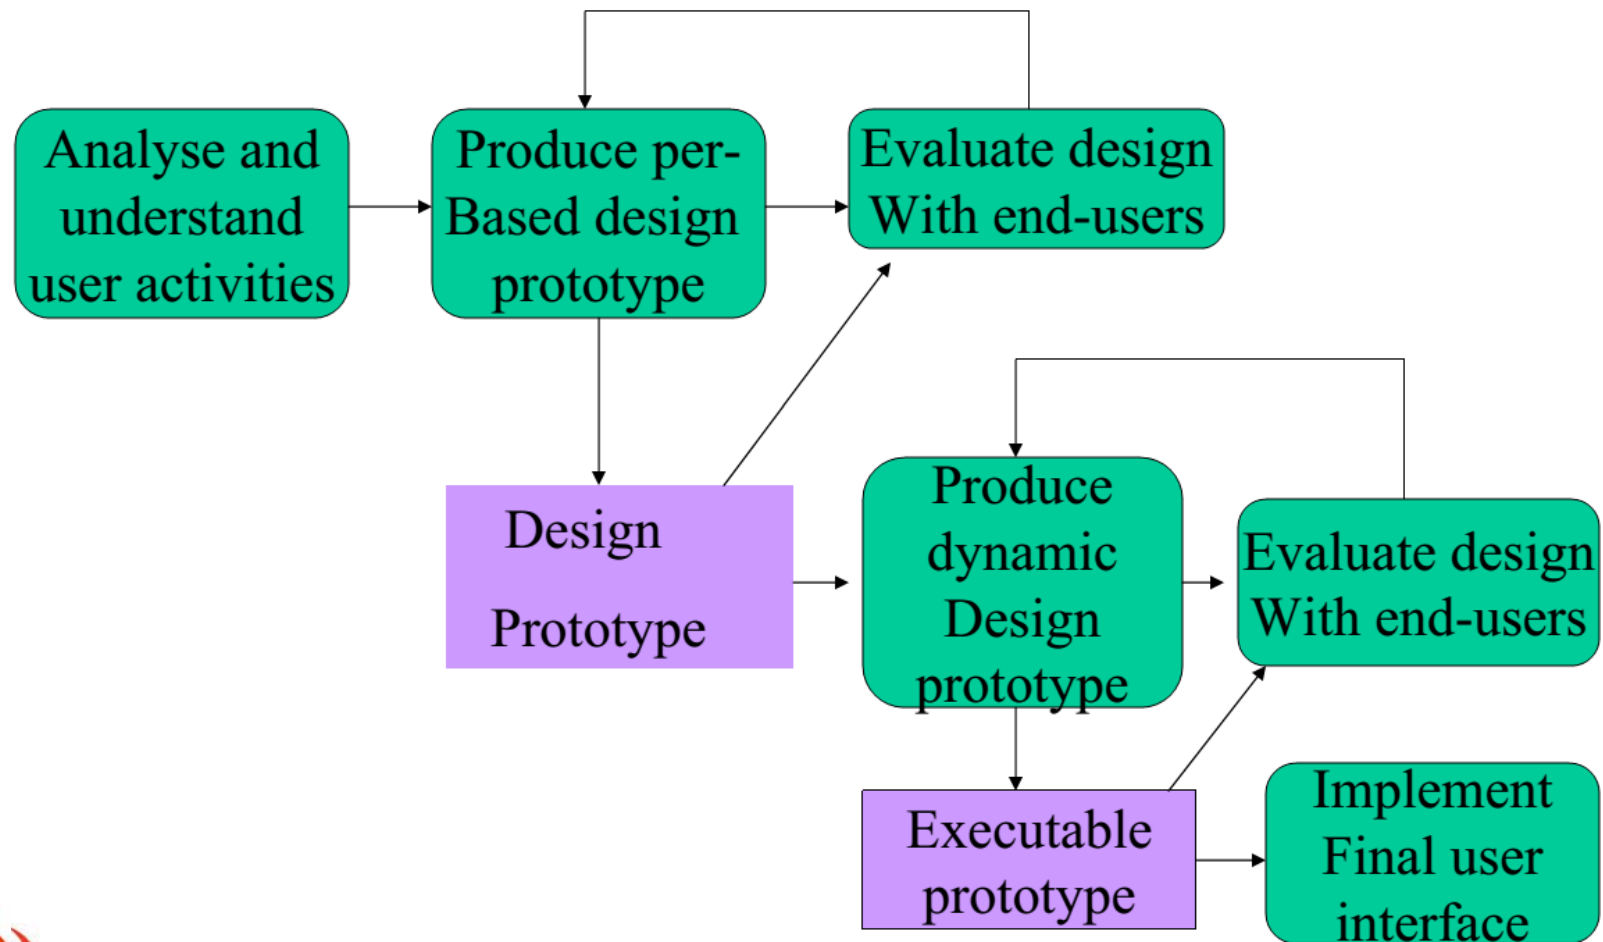 Analyse and
understand
user activities
Produce per-
Based design
prototype
Evaluate design
With end-users
Design
Prototype
Produce
dynamic
Design
prototype
Evaluate design
With end-users
Executable
prototype
Implement
Final user
interface